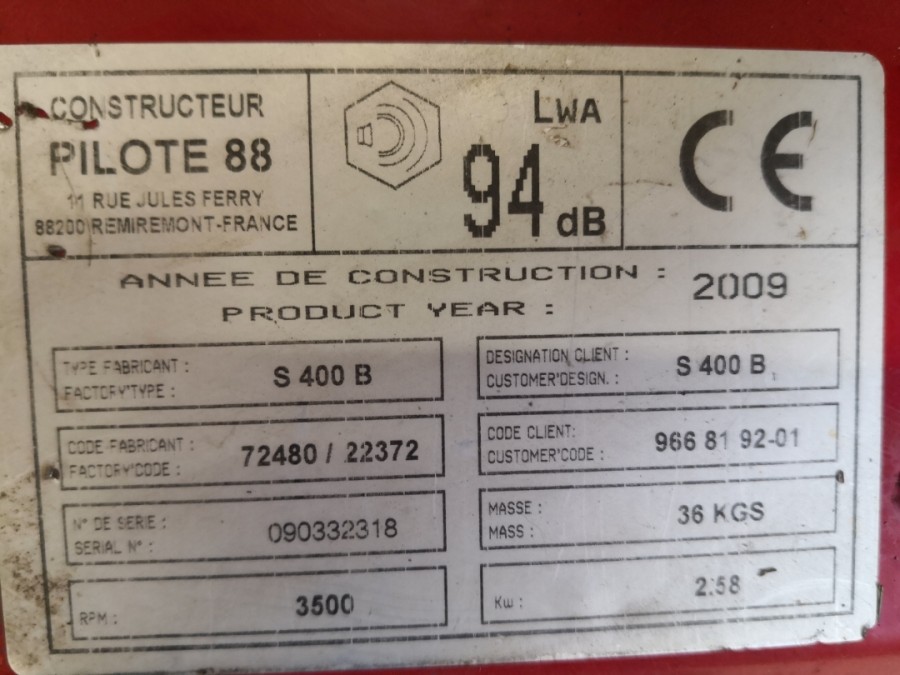 CONSTRUCTEUR
PILOTE 88
11 RUE JULES FERRY
88200 REMIREMONT-FRANCE
LWA
94 dB
CE
ANNEE DE CONSTRUCTION :
PRODUCT YEAR :
2009
TYPE FABRICANT :
FACTORY'TYPE :
S 400 B
DESIGNATION CLIENT :
CUSTOMER'DESIGN. :
S 400 B
CODE FABRICANT :
FACTORY'CODE :
72480 / 22372
CODE CLIENT:
CUSTOMER'CODE :
966 81 92-01
N° DE SERIE :
SERIAL N° :
090332318
MASSE :
MASS :
36 KGS
RPM :
3500
Kw :
2.58